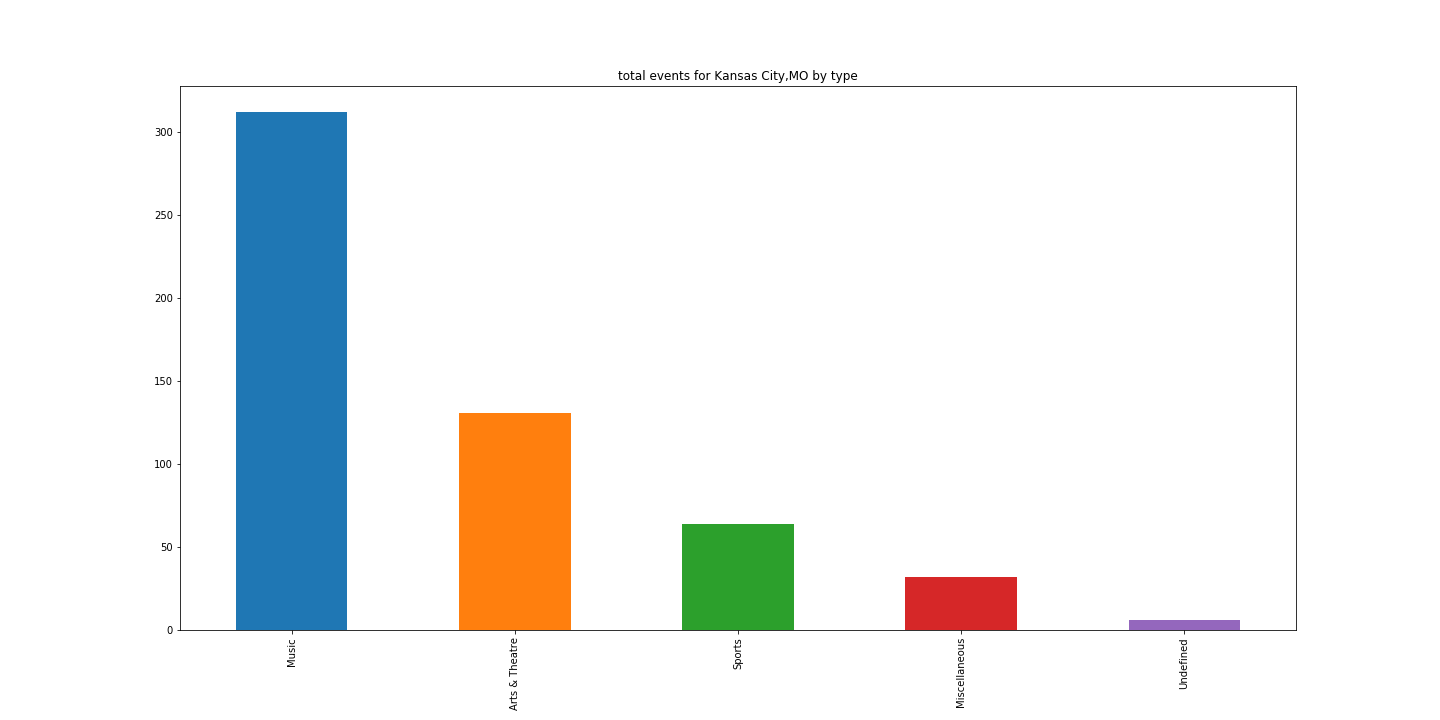 total events for Kansas City,MO by type
300
250
200
150
100
50
0
Music
Arts & Theatre
Sports
Miscellaneous
Undefined